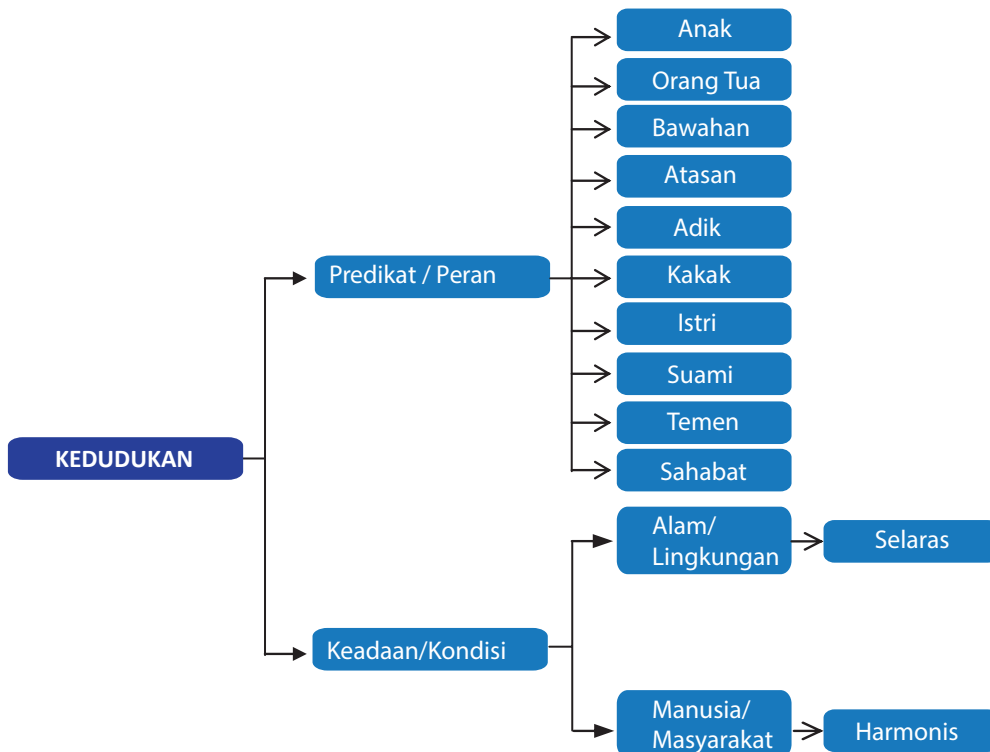 Anak
Orang Tua
Bawahan
Atasan
Adik
Predikat / Peran
Kakak
Istri
Suami
Temen
KEDUDUKAN
Sahabat
Alam/
Lingkungan
Selaras
Keadaan/Kondisi
Manusia/
Masyarakat
Harmonis